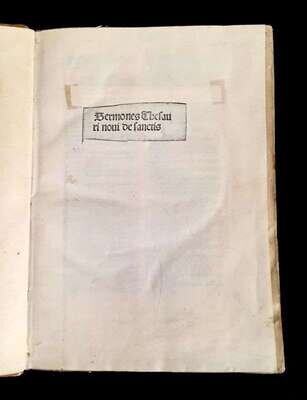 Sermones Thesau
ri noui de sanctis